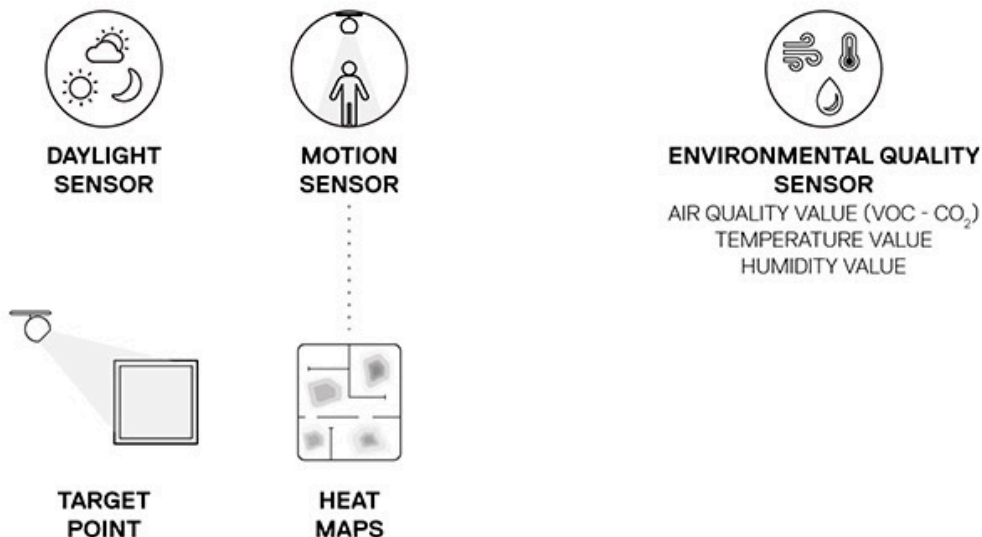 DAYLIGHT
SENSOR
MOTION
SENSOR
ENVIRONMENTAL QUALITY
SENSOR
AIR QUALITY VALUE (VOC - CO₂)
TEMPERATURE VALUE
HUMIDITY VALUE
TARGET
POINT
HEAT
MAPS